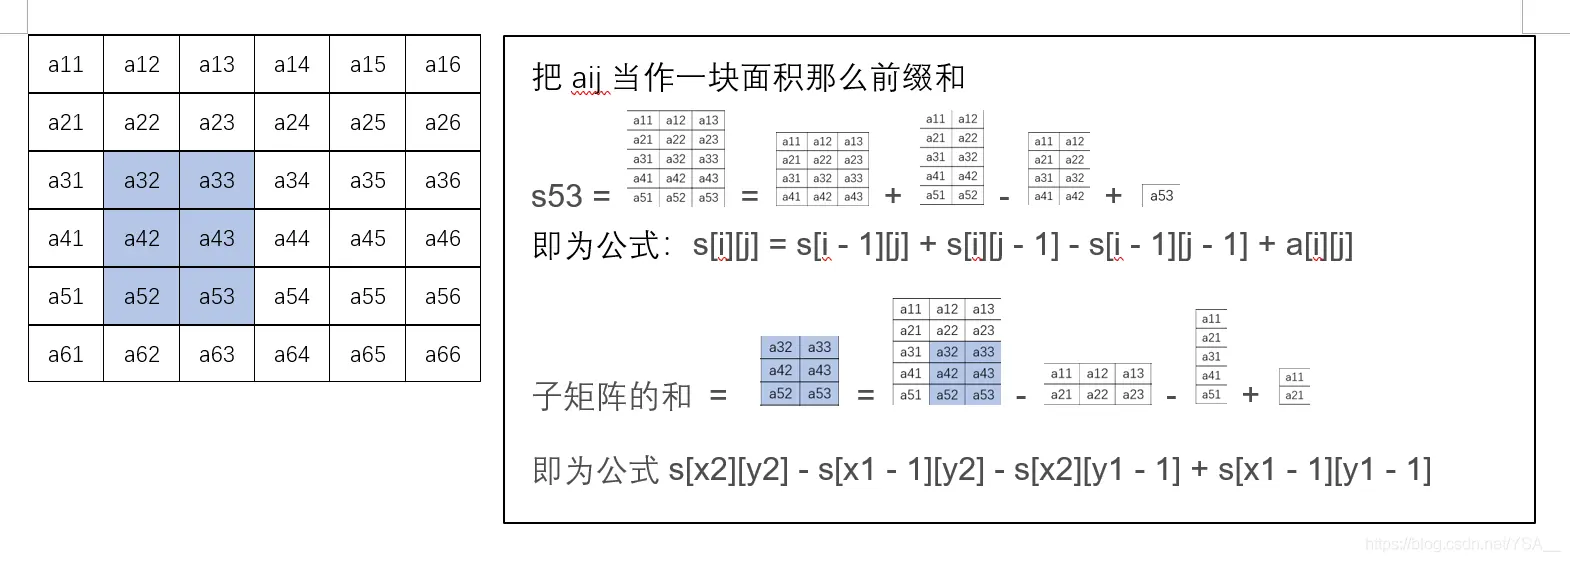 a11 a12 a13 a14 a15 a16
a21 a22 a23 a24 a25 a26
a31 a32 a33 a34 a35 a36
a41 a42 a43 a44 a45 a46
a51 a52 a53 a54 a55 a56
a61 a62 a63 a64 a65 a66
把 aij 当作一块面积那么前缀和
s53 =
a11 a12 a13
a21 a22 a23
a31 a32 a33
a41 a42 a43
a51 a52 a53
=
a11 a12 a13
a21 a22 a23
a31 a32 a33
a41 a42 a43
+
a11 a12
a21 a22
a31 a32
a41 a42
a51 a52
-
a11 a12
a21 a22
a31 a32
a41 a42
+
a53
即为公式：s[i][j] = s[i - 1][j] + s[i][j - 1] - s[i - 1][j - 1] + a[i][j]
子矩阵的和 =
a32 a33
a42 a43
a52 a53
=
a11 a12 a13
a21 a22 a23
a31 a32 a33
a41 a42 a43
a51 a52 a53
-
a11 a12 a13
a21 a22 a23
-
a11
a21
a31
a41
a51
+
a11
a21
即为公式 s[x2][y2] - s[x1 - 1][y2] - s[x2][y1 - 1] + s[x1 - 1][y1 - 1]
https://blog.csdn.net/YSA__